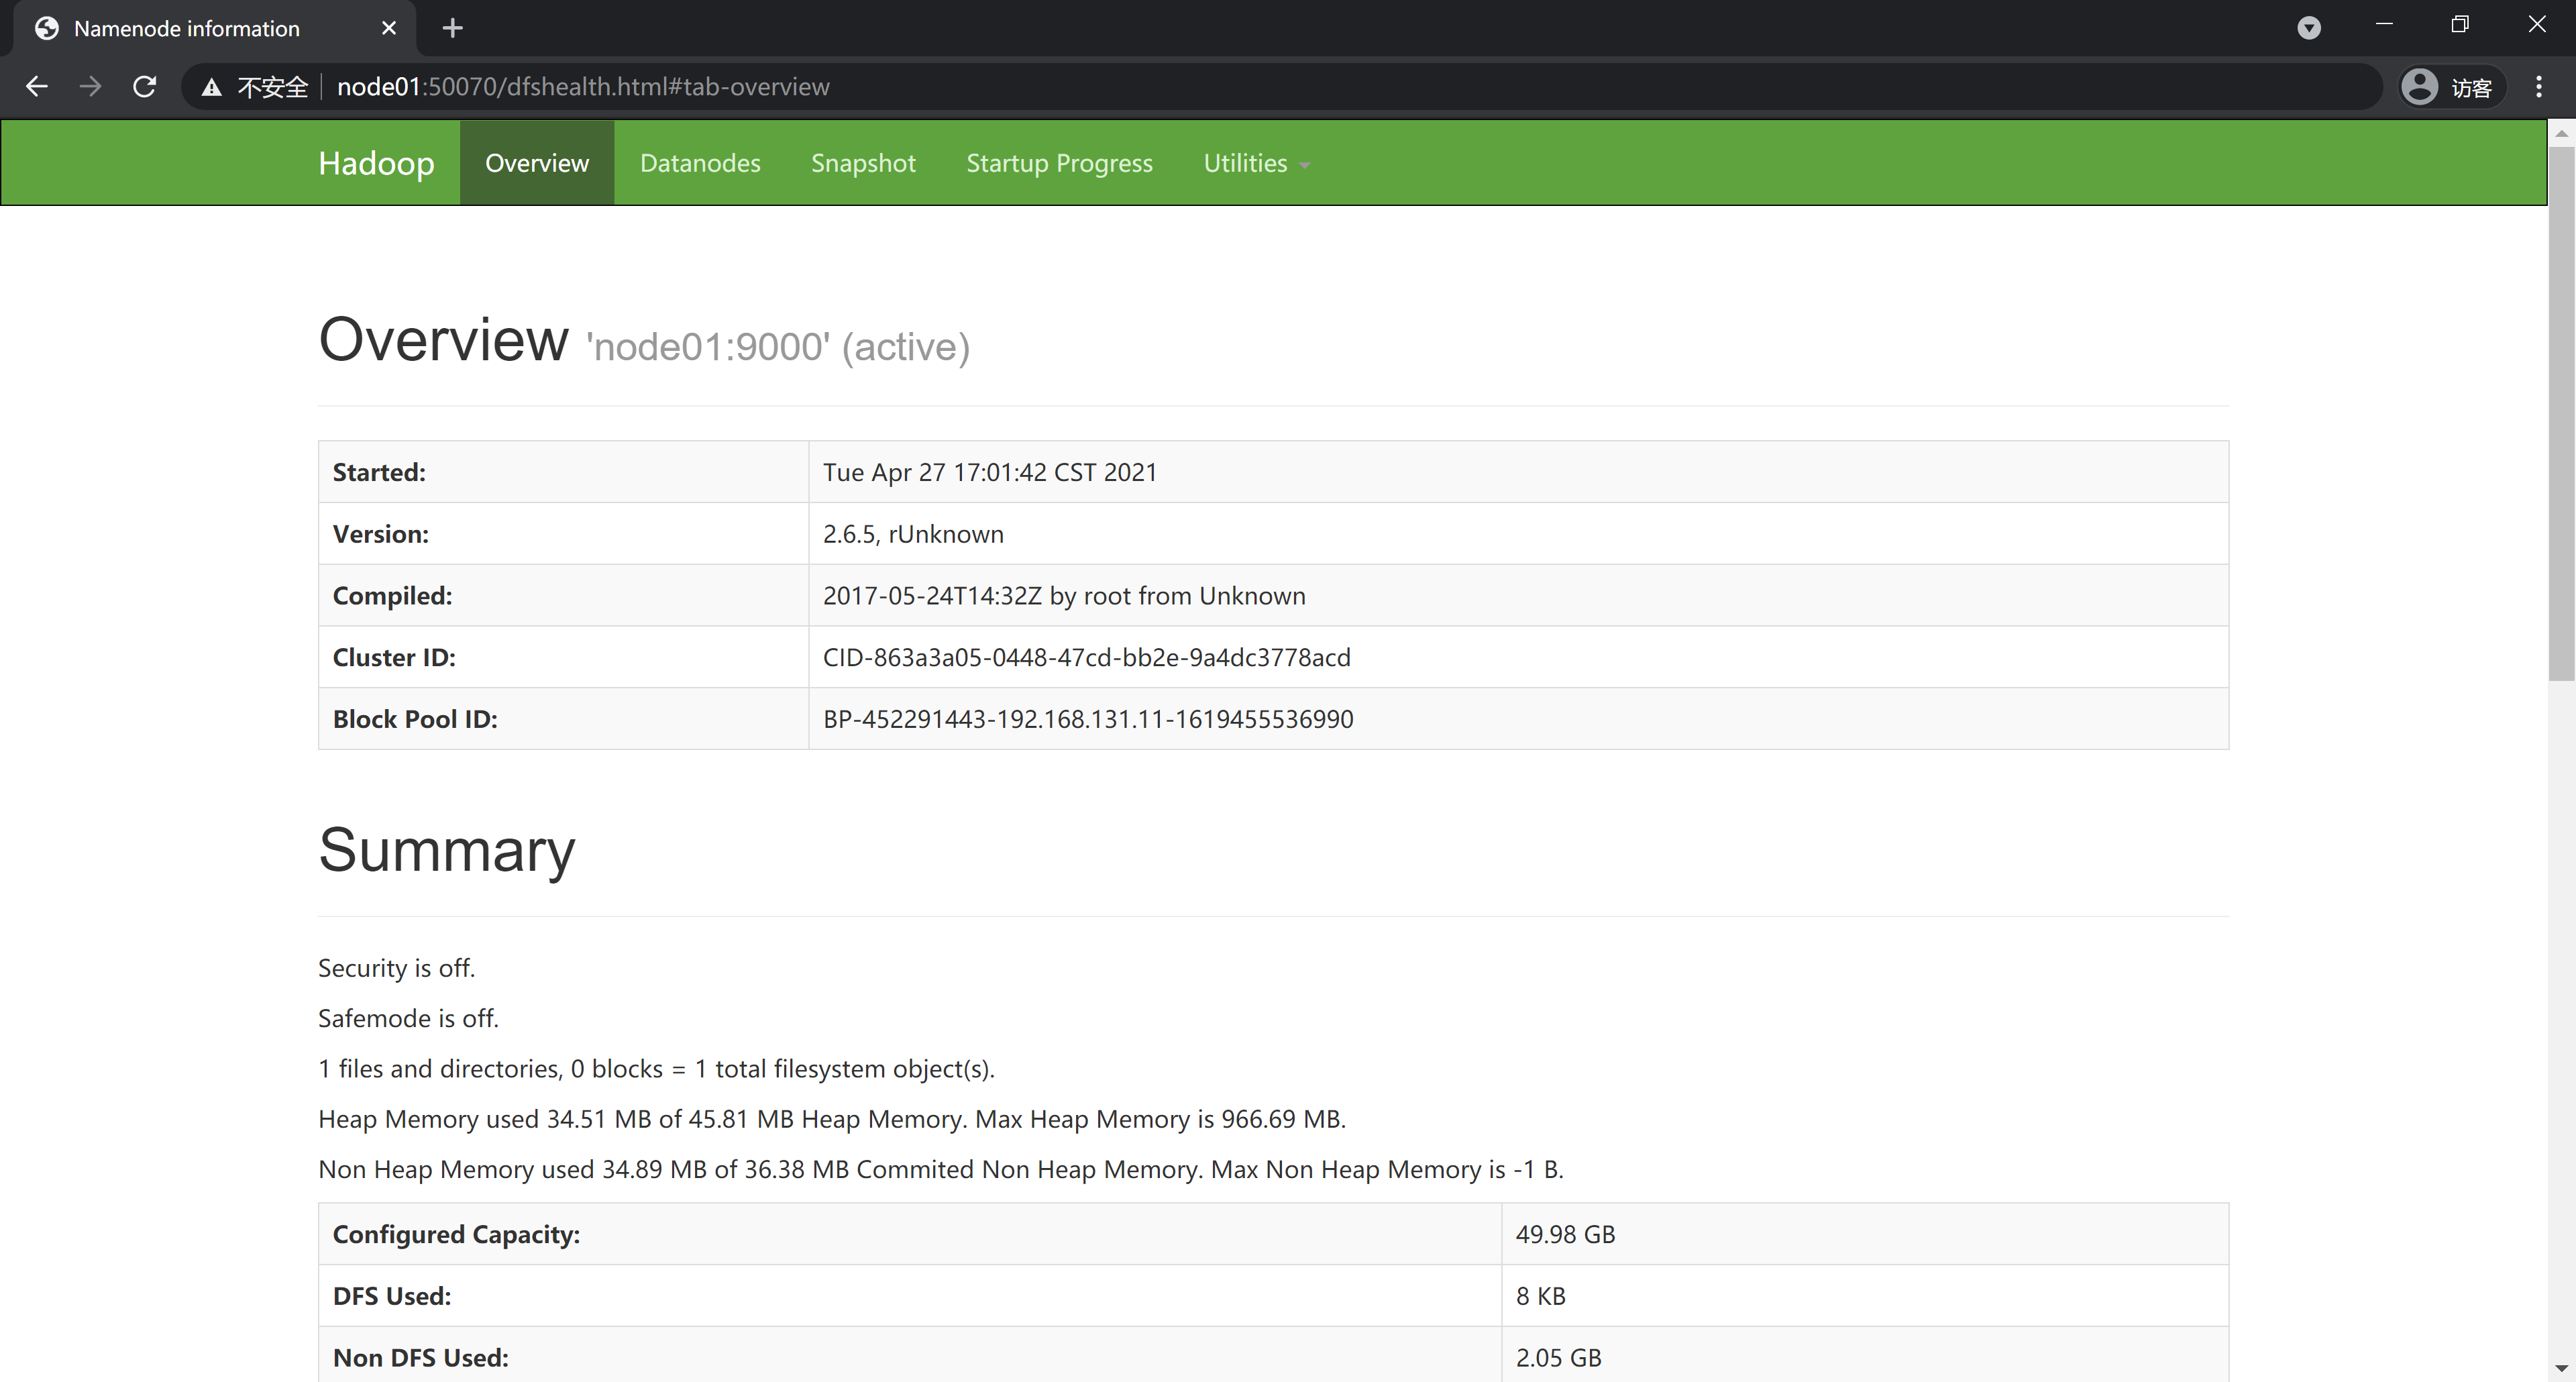 Namenode information
不安全 node01:50070/dfshealth.html#tab-overview 访客
Hadoop Overview Datanodes Snapshot Startup Progress Utilities
Overview 'node01:9000' (active)
Started: Tue Apr 27 17:01:42 CST 2021
Version: 2.6.5, rUnknown
Compiled: 2017-05-24T14:32Z by root from Unknown
Cluster ID: CID-863a3a05-0448-47cd-bb2e-9a4dc3778acd
Block Pool ID: BP-452291443-192.168.131.11-1619455536990
Summary
Security is off.
Safemode is off.
1 files and directories, 0 blocks = 1 total filesystem object(s).
Heap Memory used 34.51 MB of 45.81 MB Heap Memory. Max Heap Memory is 966.69 MB.
Non Heap Memory used 34.89 MB of 36.38 MB Commited Non Heap Memory. Max Non Heap Memory is -1 B.
Configured Capacity: 49.98 GB
DFS Used: 8 KB
Non DFS Used: 2.05 GB